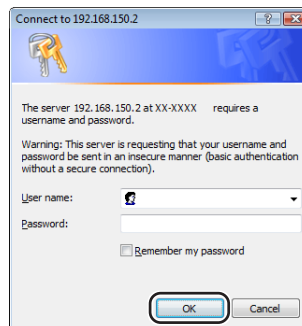 Connect to 192.168.150.2
The server 192.168.150.2 at XX-XXXX requires a
username and password.
Warning: This server is requesting that your username and
password be sent in an insecure manner (basic authentication
without a secure connection).
User name:
Password:
Remember my password
OK
Cancel